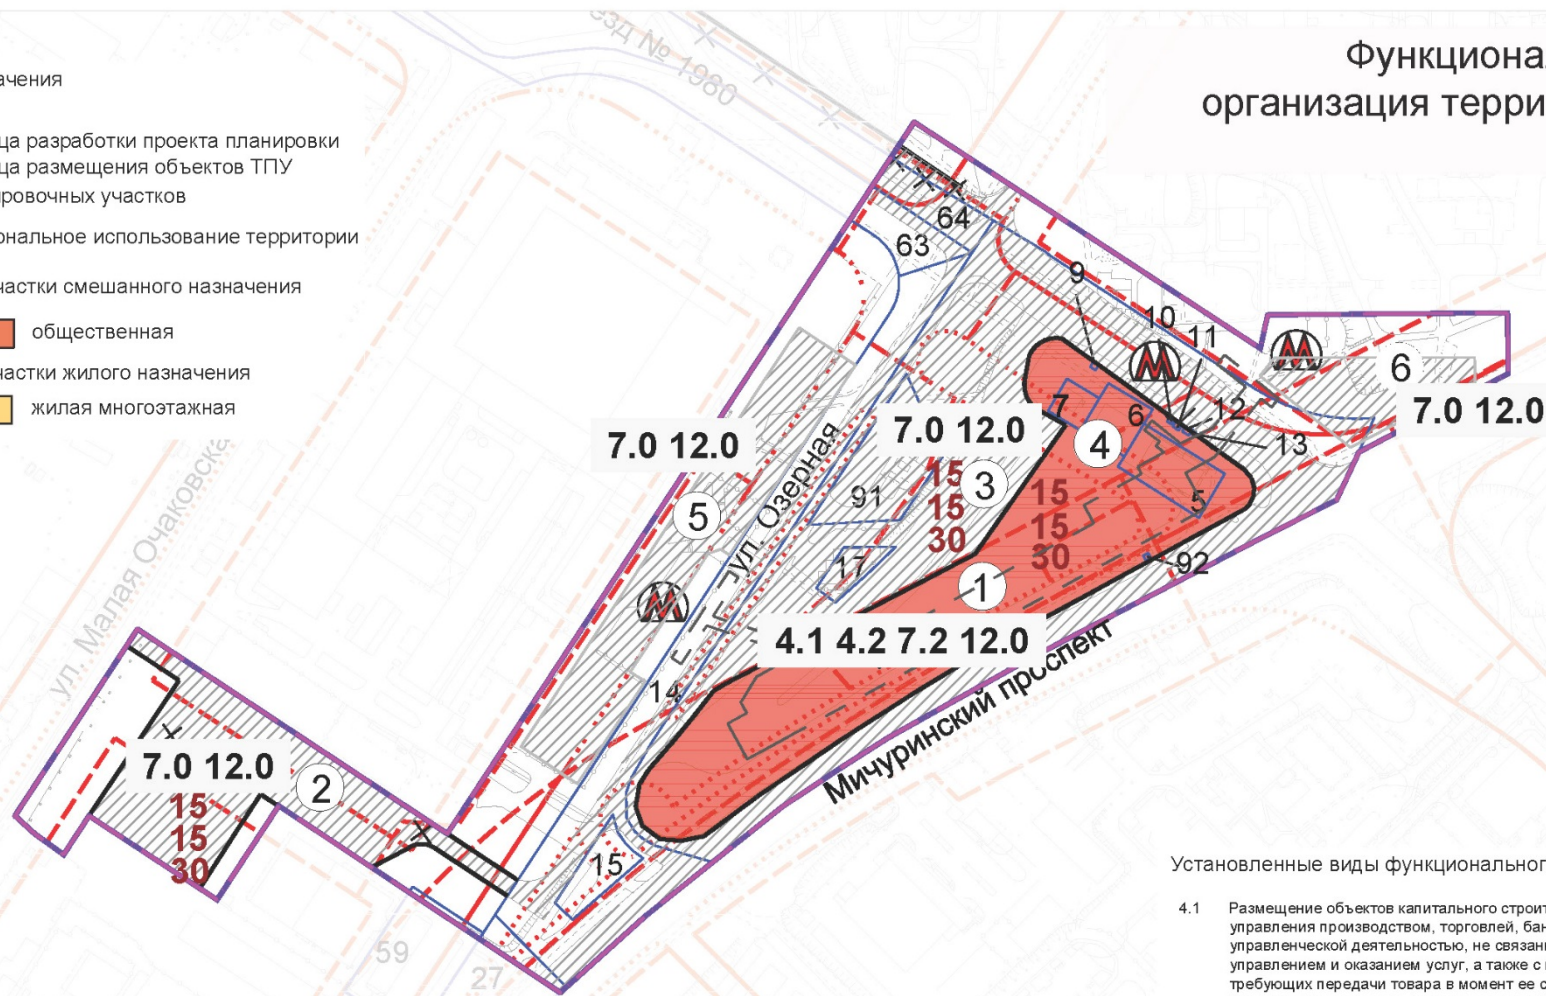 Функциона
организация терри
ачения
ца разработки проекта планировки
ца размещения объектов ТПУ
ровочных участков
ональное использование территории
частки смешанного назначения
общественная
частки жилого назначения
жилая многоэтажная
езд № 1980
64
63
9
10
11
6
7.0 12.0
7
6
12
13
4
5
7.0 12.0
15
15
30
3
15
15
30
91
17
92
7.0 12.0
5
ул. Озерная
1
4.1 4.2 7.2 12.0
14
Мичуринский проспект
ул. Малая Очаковска
7.0 12.0
15
15
30
2
15
59
27
Установленные виды функциональног
4.1 Размещение объектов капитального строит
управления производством, торговлей, бан
управленческой деятельностью, не связан
управлением и оказанием услуг, а также с
требующих передачи товара в момент ее с